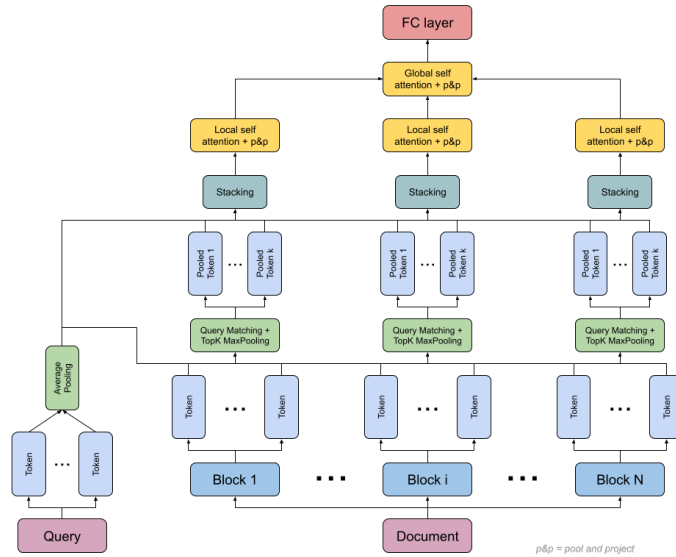 FC layer
Global self
attention + p&p
Local self
attention + p&p
Local self
attention + p&p
Local self
attention + p&p
Stacking
Stacking
Stacking
Pooled
Token 1
...
Pooled
Token k
Pooled
Token 1
...
Pooled
Token k
Pooled
Token 1
...
Pooled
Token k
Query Matching +
TopK MaxPooling
Query Matching +
TopK MaxPooling
Query Matching +
TopK MaxPooling
Average
Pooling
Token
...
Token
Token
...
Token
Token
...
Token
Token
...
Token
Block 1
...
Block i
...
Block N
Query
Document
p&p = pool and project